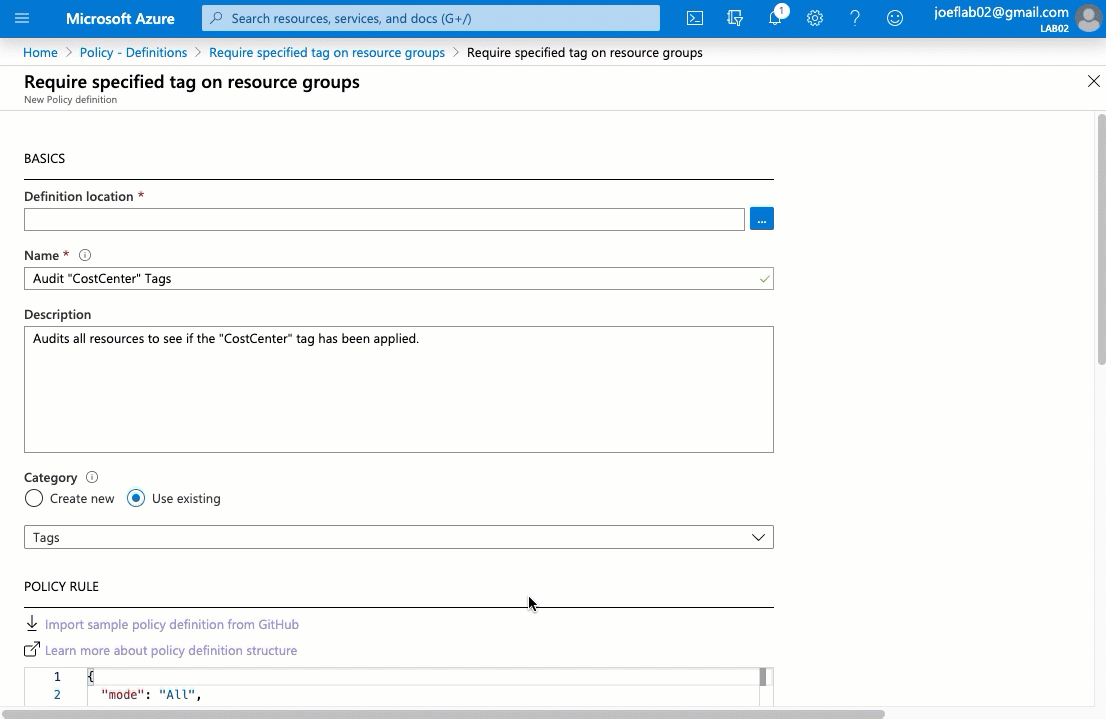 Microsoft Azure
Search resources, services, and docs (G+/)
1
joeflab02@gmail.com
LAB02
Home > Policy - Definitions > Require specified tag on resource groups > Require specified tag on resource groups
Require specified tag on resource groups
New Policy definition
BASICS
Definition location *
...
Name *
Audit "CostCenter" Tags
Description
Audits all resources to see if the "CostCenter" tag has been applied.
Category
Create new Use existing
Tags
POLICY RULE
Import sample policy definition from GitHub
Learn more about policy definition structure
1 {
2 "mode": "All",